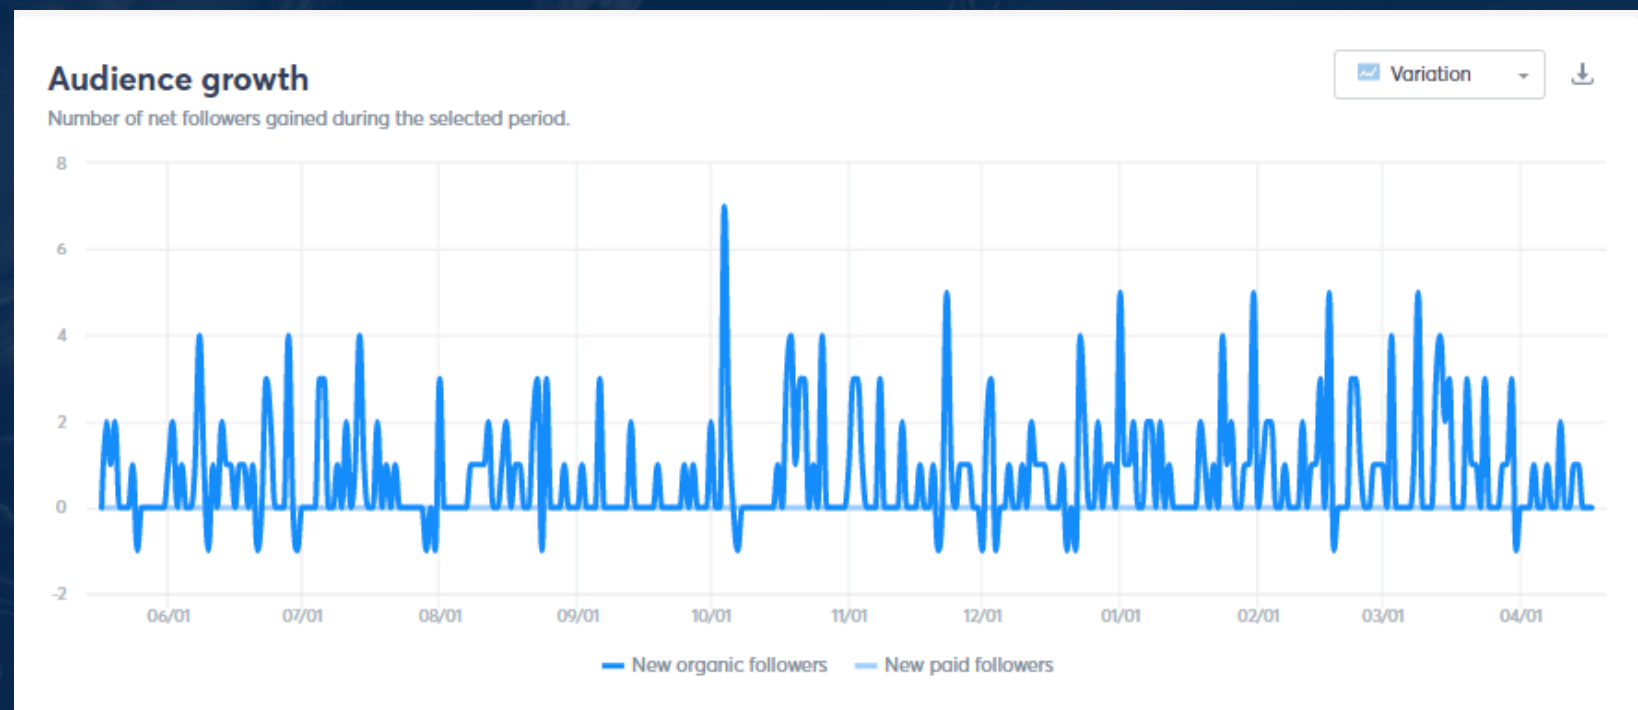 Audience growth
Variation
Number of net followers gained during the selected period.
8
6
4
2
0
-2
06/01 07/01 08/01 09/01 10/01 11/01 12/01 01/01 02/01 03/01 04/01
New organic followers New paid followers